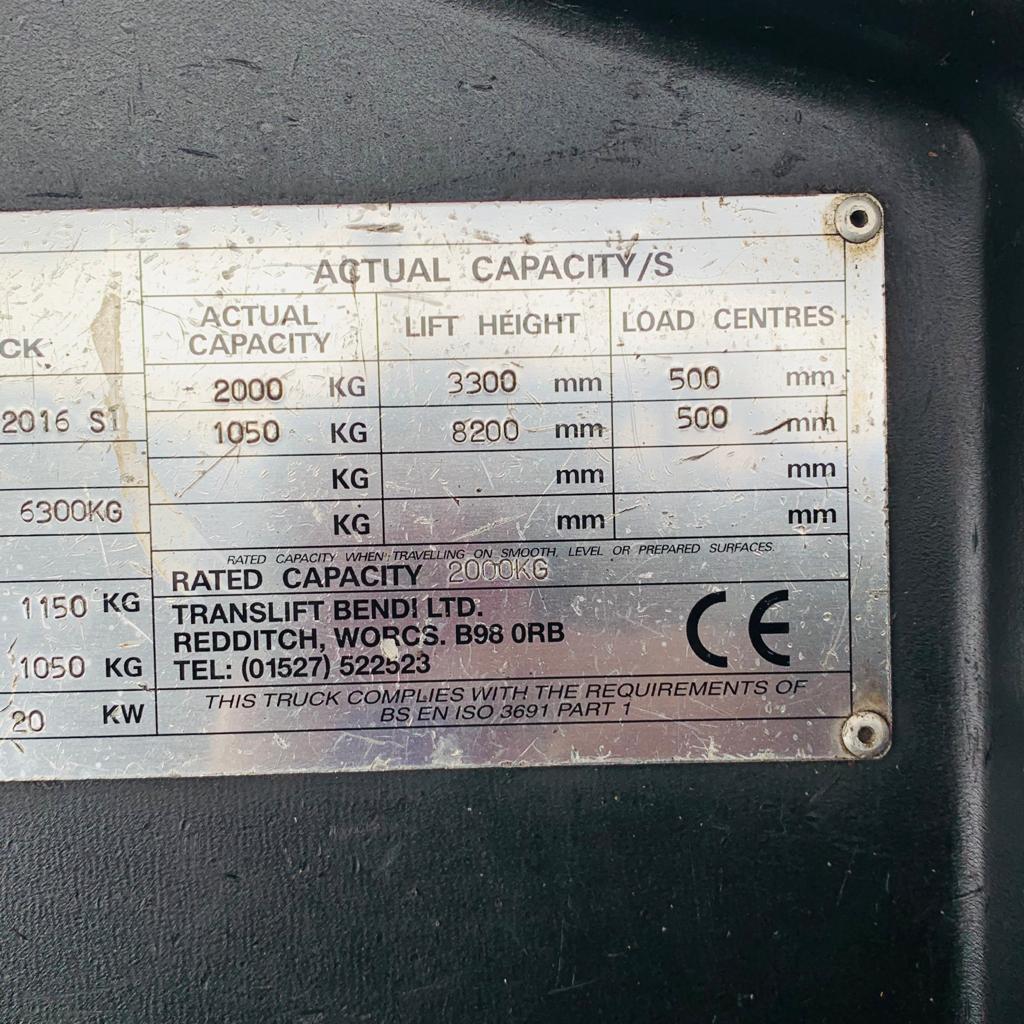 ACTUAL CAPACITY/S
CK
ACTUAL CAPACITY LIFT HEIGHT LOAD CENTRES
2000 KG 3300 mm 500 mm
2016 S1
1050 KG 8200 mm 500 mm
KG mm mm
6300KG
KG mm mm
RATED CAPACITY WHEN TRAVELLING ON SMOOTH, LEVEL OR PREPARED SURFACES.
RATED CAPACITY 2000KG
1150 KG
TRANSLIFT BENDI LTD.
REDDITCH, WORCS. B98 0RB
1050 KG
TEL: (01527) 522523
CE
20 KW
THIS TRUCK COMPLIES WITH THE REQUIREMENTS OF
BS EN ISO 3691 PART 1